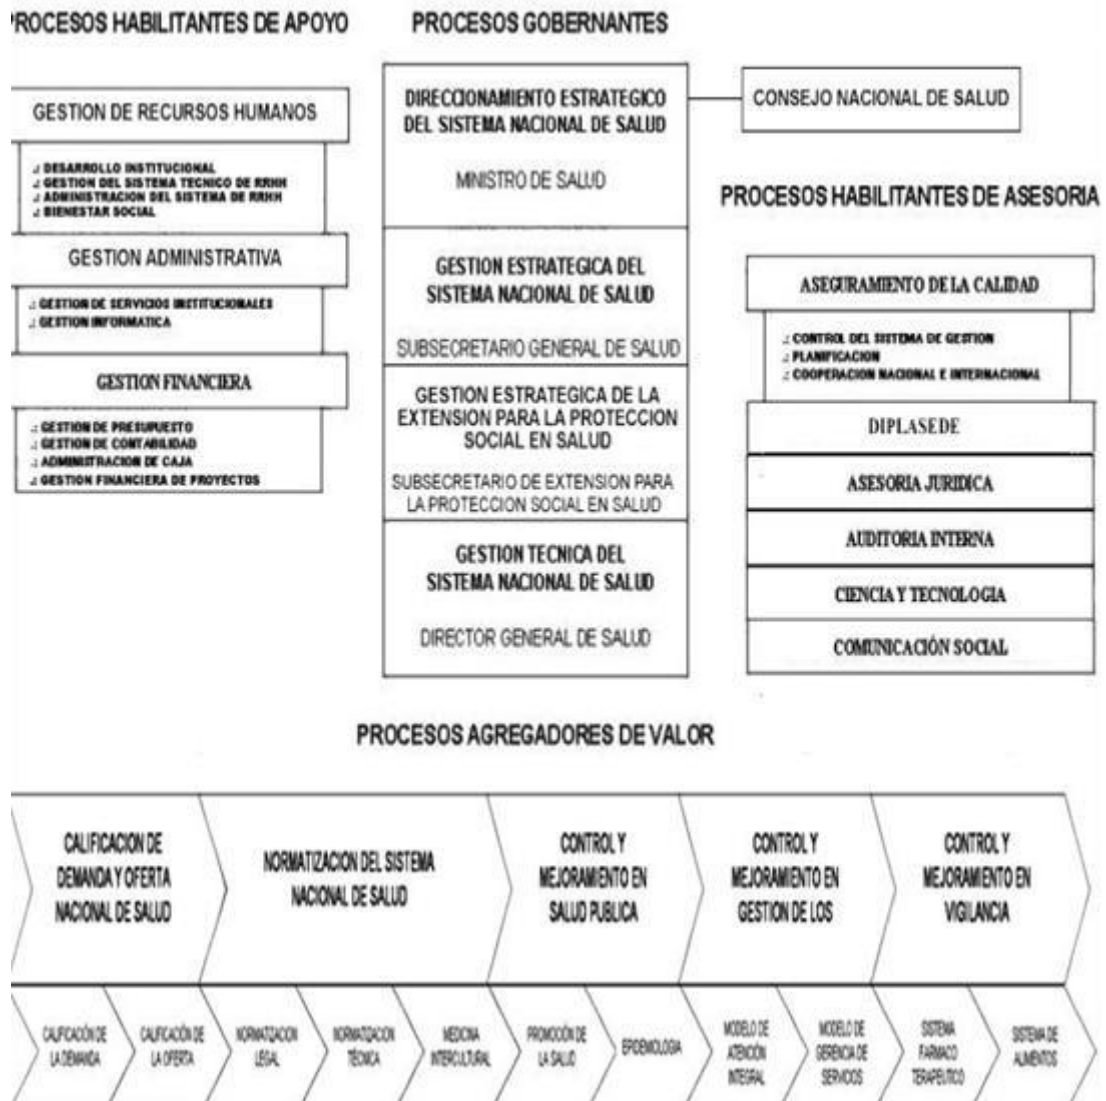 PROCESOS HABILITANTES DE APOYO
GESTION DE RECURSOS HUMANOS
.: DESARROLLO INSTITUCIONAL
.: GESTION DEL SISTEMA TECNICO DE RRHH
.: ADMINISTRACION DEL SISTEMA DE RRHH
.: BIENESTAR SOCIAL
GESTION ADMINISTRATIVA
.: GESTION DE SERVICIOS INSTITUCIONALES
.: GESTION INFORMATICA
GESTION FINANCIERA
.: GESTION DE PRESUPUESTO
.: GESTION DE CONTABILIDAD
.: ADMINISTRACION DE CAJA
.: GESTION FINANCIERA DE PROYECTOS
PROCESOS GOBERNANTES
DIRECCIONAMIENTO ESTRATEGICO
DEL SISTEMA NACIONAL DE SALUD
MINISTRO DE SALUD
GESTION ESTRATEGICA DEL
SISTEMA NACIONAL DE SALUD
SUBSECRETARIO GENERAL DE SALUD
GESTION ESTRATEGICA DE LA
EXTENSION PARA LA PROTECCION
SOCIAL EN SALUD
SUBSECRETARIO DE EXTENSION PARA
LA PROTECCION SOCIAL EN SALUD
GESTION TECNICA DEL
SISTEMA NACIONAL DE SALUD
DIRECTOR GENERAL DE SALUD
CONSEJO NACIONAL DE SALUD
PROCESOS HABILITANTES DE ASESORIA
ASEGURAMIENTO DE LA CALIDAD
.: CONTROL DEL SISTEMA DE GESTION
.: PLANIFICACION
.: COOPERACION NACIONAL E INTERNACIONAL
DIPLASEDE
ASESORIA JURIDICA
AUDITORIA INTERNA
CIENCIA Y TECNOLOGIA
COMUNICACIÓN SOCIAL
PROCESOS AGREGADORES DE VALOR
CALIFICACION DE
DEMANDA Y OFERTA
NACIONAL DE SALUD
NORMATIZACION DEL SISTEMA
NACIONAL DE SALUD
CONTROL Y
MEJORAMIENTO EN
SALUD PUBLICA
CONTROL Y
MEJORAMIENTO EN
GESTION DE LOS
CONTROL Y
MEJORAMIENTO EN
VIGILANCIA
CALIFICACIÓN DE
LA DEMANDA
CALIFICACIÓN DE
LA OFERTA
NORMATIZACION
LEGAL
NORMATIZACION
TÉCNICA
MEDICINA
INTERCULTURAL
PROMOCIÓN DE
LA SALUD
EPIDEMIOLOGIA
MODELO DE
ATENCIÓN
INTEGRAL
MODELO DE
GERENCIA DE
SERVICIOS
SISTEMA
FARMACO
TERAPEUTICO
SISTEMA DE
ALIMENTOS